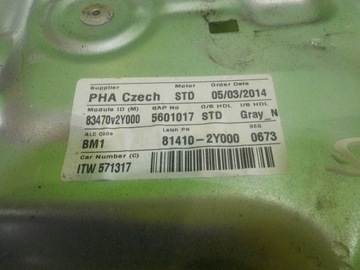 Supplier Motor Order Date
PHA Czech STD 05/03/2014
Module ID (M) BAP No O/S HDL I/S HDL
83470v2Y000 5601017 STD Gray_N
ALC Code Latch PN SEQ
BM1 81410-2Y000 0673
Car Number (C)
ITW 571317